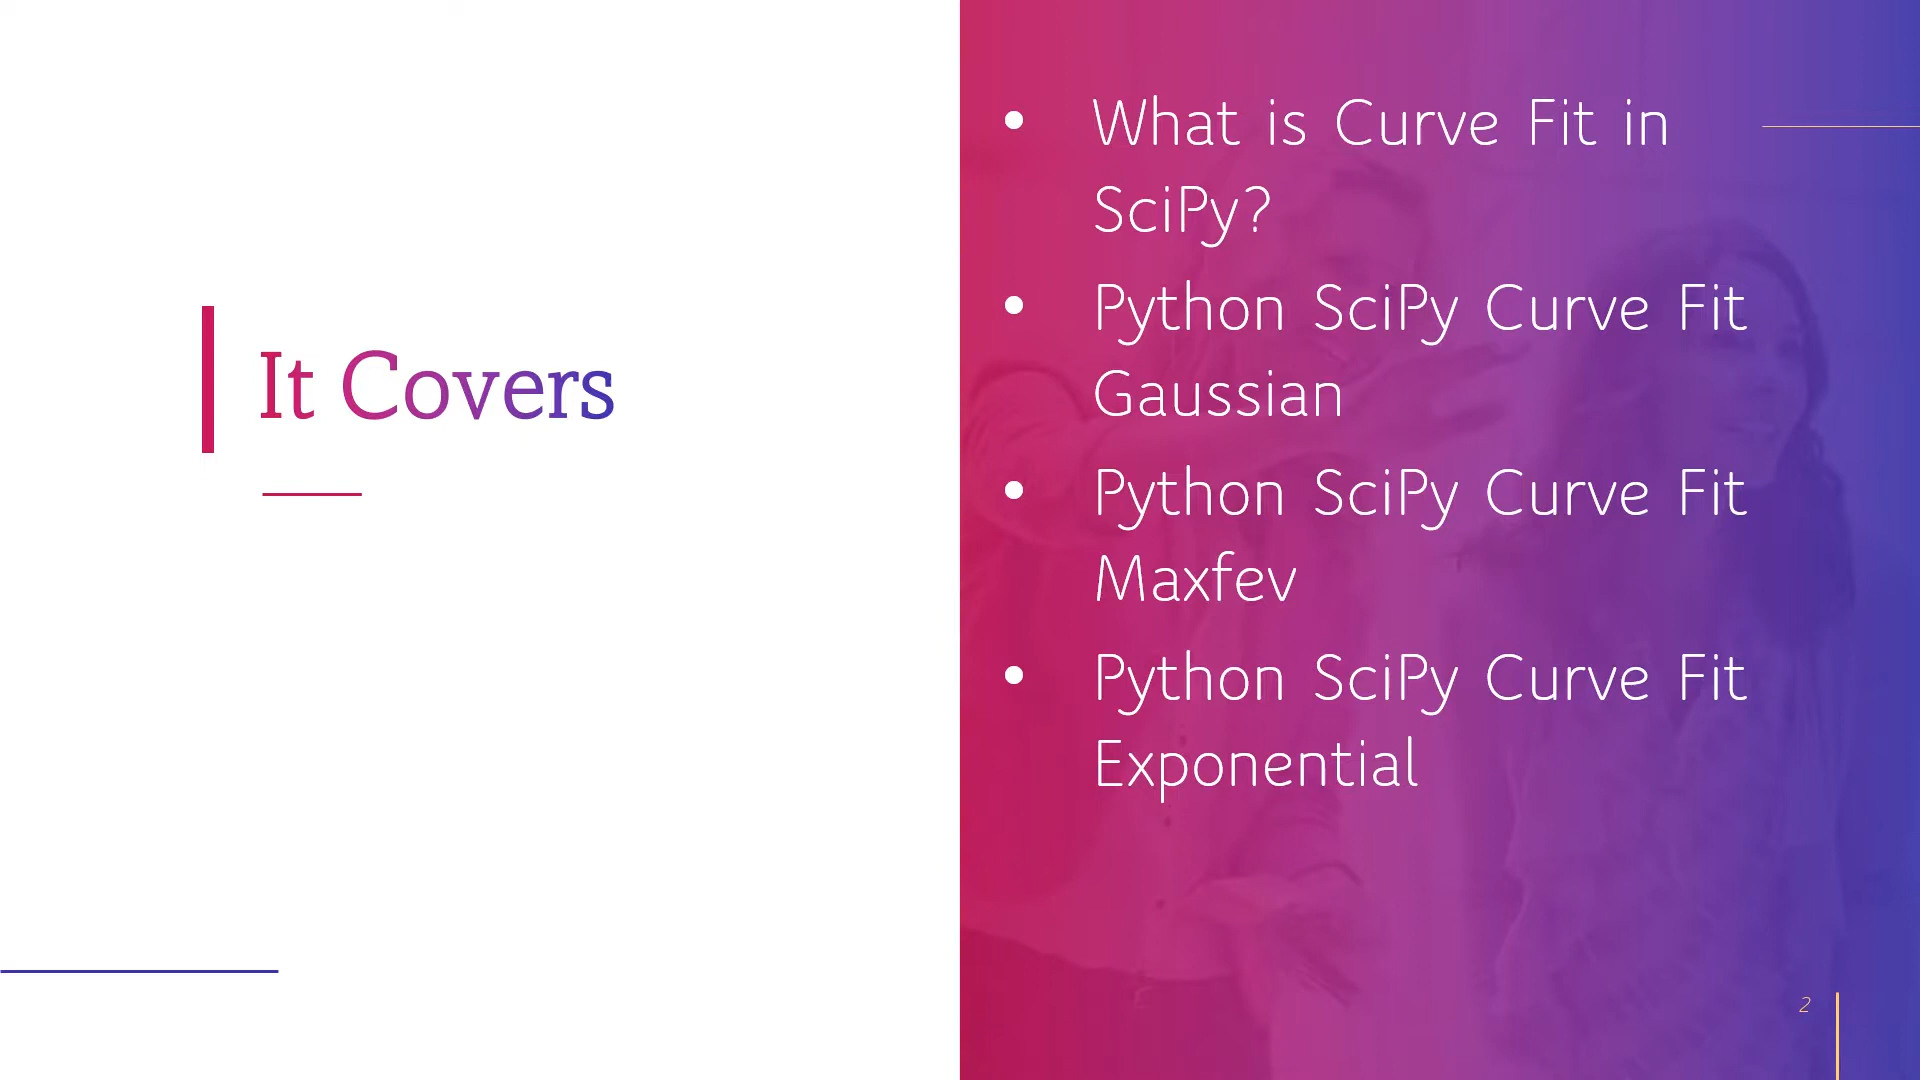 It Covers
• What is Curve Fit in
SciPy?
• Python SciPy Curve Fit
Gaussian
• Python SciPy Curve Fit
Maxfev
• Python SciPy Curve Fit
Exponential
2